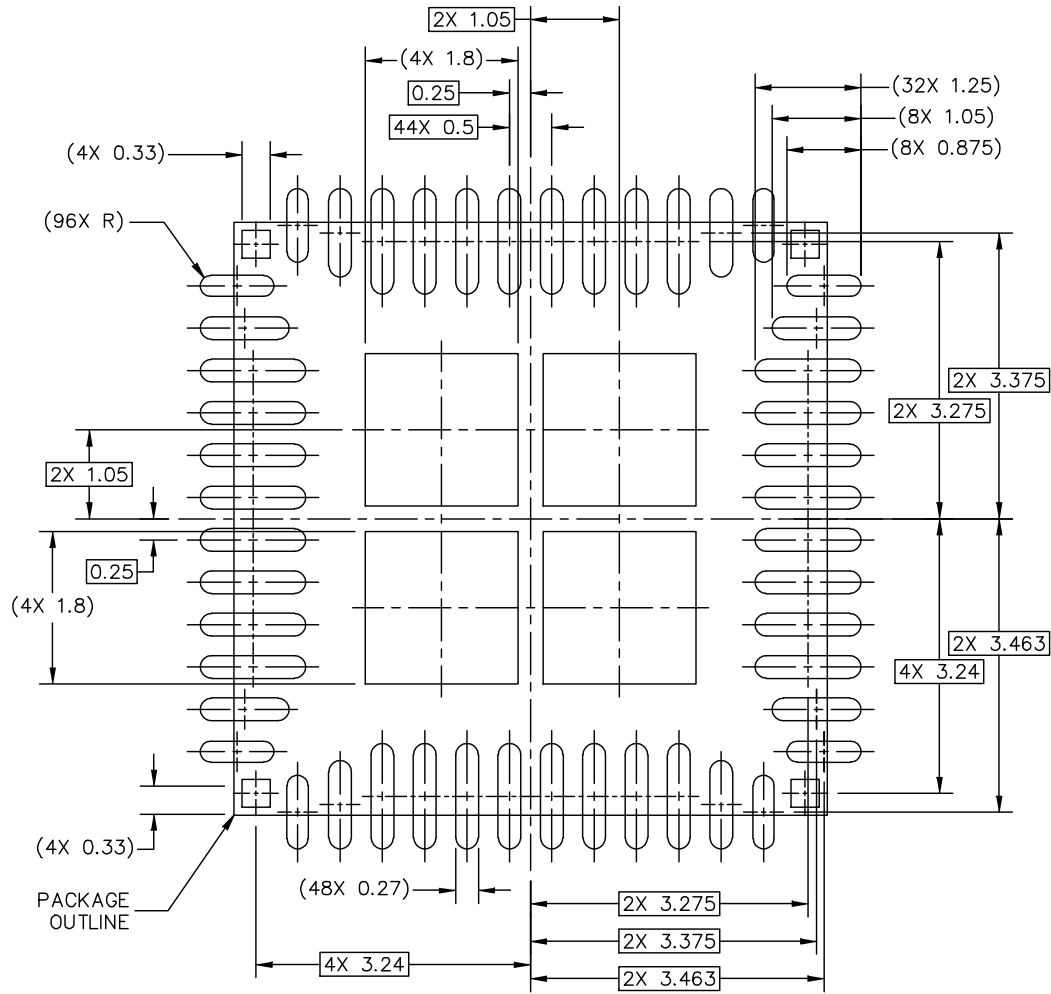 2X 1.05
(4X 1.8)
(32X 1.25)
0.25
(8X 1.05)
44X 0.5
(8X 0.875)
(4X 0.33)
(96X R)
2X 3.375
2X 3.275
2X 1.05
0.25
(4X 1.8)
2X 3.463
4X 3.24
(4X 0.33)
(48X 0.27)
PACKAGE
OUTLINE
2X 3.275
2X 3.375
4X 3.24
2X 3.463